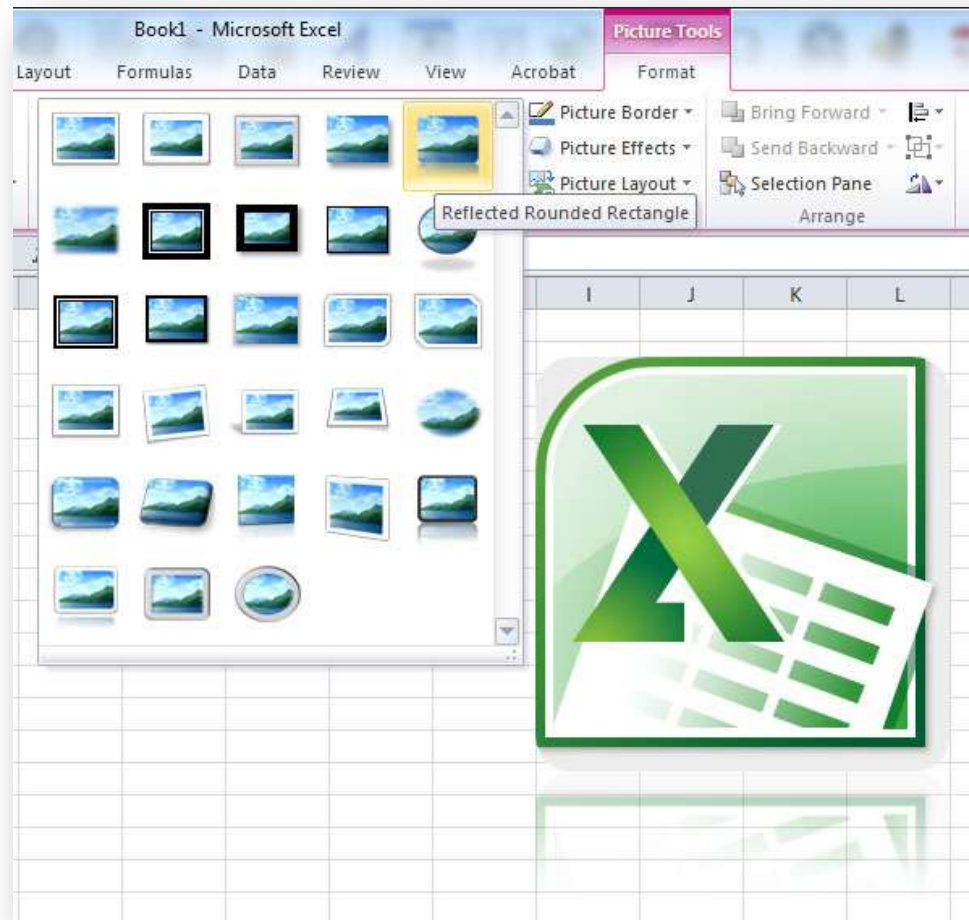 Book1 - Microsoft Excel
Picture Tools
Layout Formulas Data Review View Acrobat Format
Picture Border Bring Forward
Picture Effects Send Backward
Picture Layout Selection Pane
Reflected Rounded Rectangle
Arrange
I J K L
X